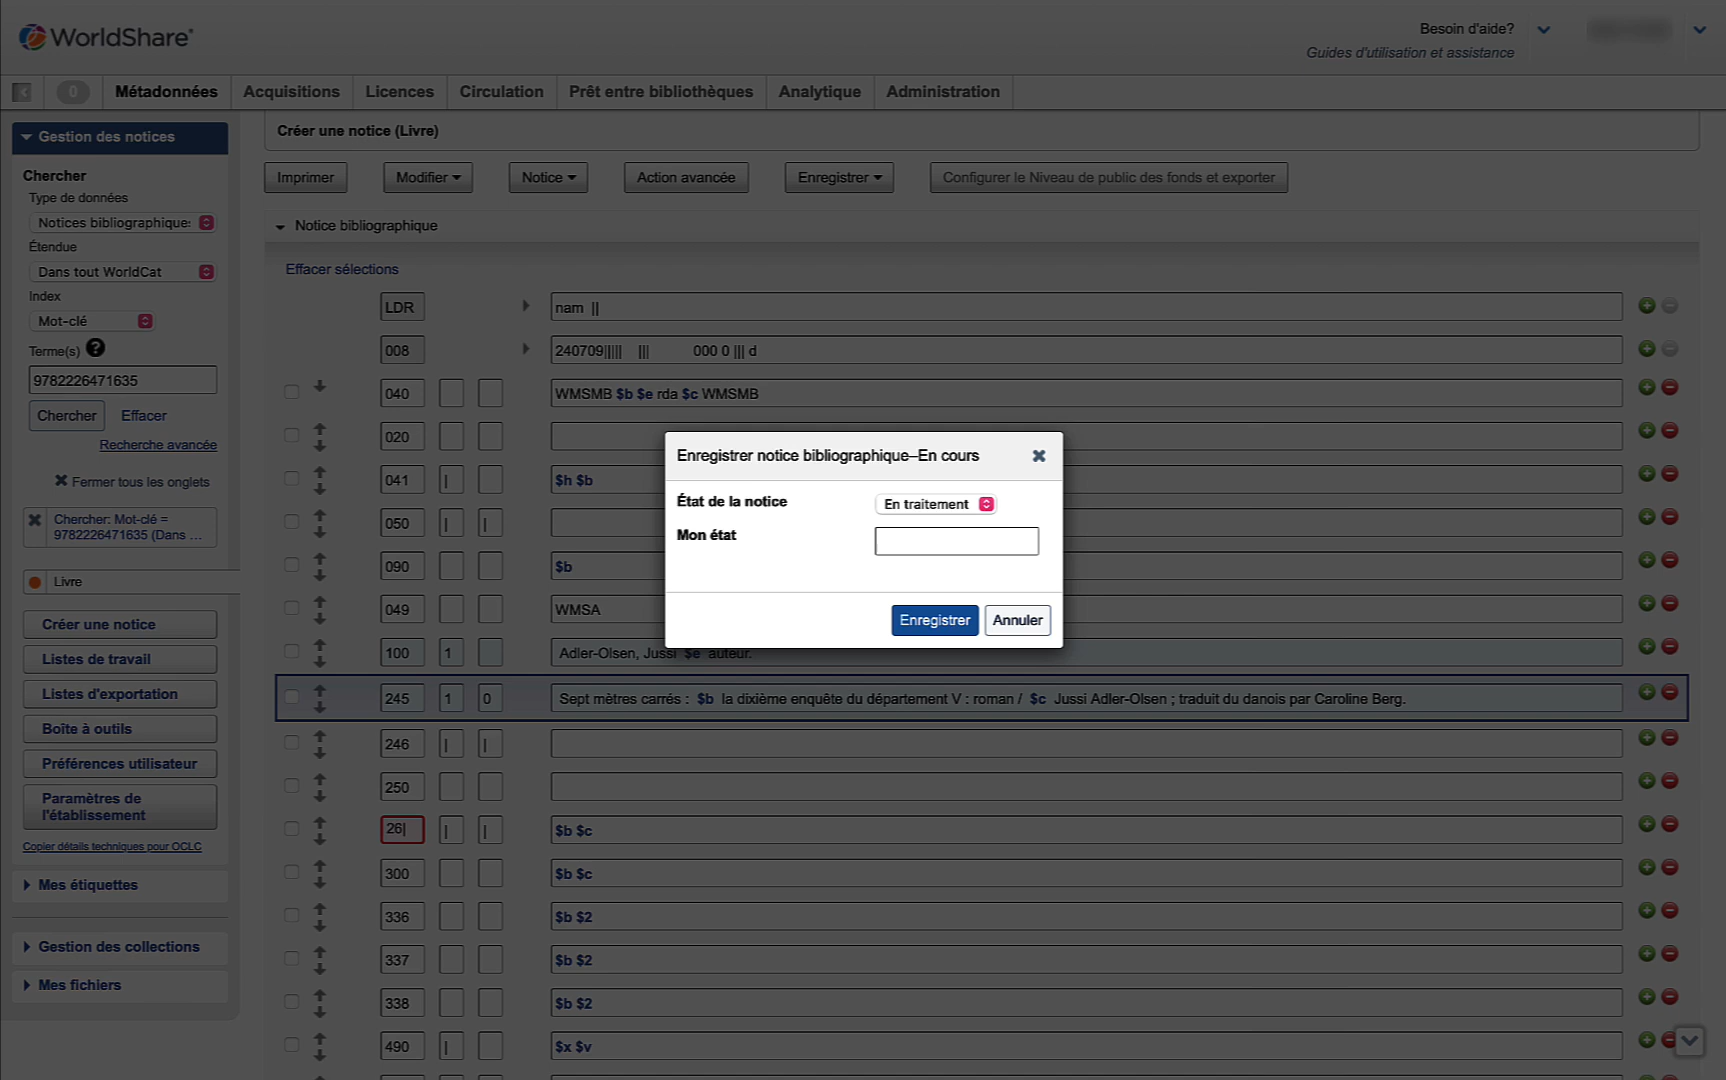 WorldShare®
Besoin d'aide?
Guides d'utilisation et assistance
0
Métadonnées
Acquisitions
Licences
Circulation
Prêt entre bibliothèques
Analytique
Administration
Gestion des notices
Chercher
Type de données
Notices bibliographique:
Étendue
Dans tout WorldCat
Index
Mot-clé
Terme(s) ?
9782226471635
Chercher Effacer
Recherche avancée
Fermer tous les onglets
Chercher: Mot-clé =
9782226471635 (Dans ...
Livre
Créer une notice
Listes de travail
Listes d'exportation
Boîte à outils
Préférences utilisateur
Paramètres de
l'établissement
Copier détails techniques pour OCLC
Mes étiquettes
Gestion des collections
Mes fichiers
Créer une notice (Livre)
Imprimer
Modifier
Notice
Action avancée
Enregistrer
Configurer le Niveau de public des fonds et exporter
Notice bibliographique
Effacer sélections
LDR nam ||
008 240709||||| ||| 000 0 ||| d
040 WMSMB $b $e rda $c WMSMB
020
041 | $h $b
050 | |
090 $b
049 WMSA
100 1 Adler-Olsen, Jussi $e auteur.
245 1 0 Sept mètres carrés : $b la dixième enquête du département V : roman / $c Jussi Adler-Olsen ; traduit du danois par Caroline Berg.
246 | |
250
26| | | $b $c
300 $b $c
336 $b $2
337 $b $2
338 $b $2
490 | $x $v
Enregistrer notice bibliographique–En cours
État de la notice En traitement
Mon état
Enregistrer Annuler